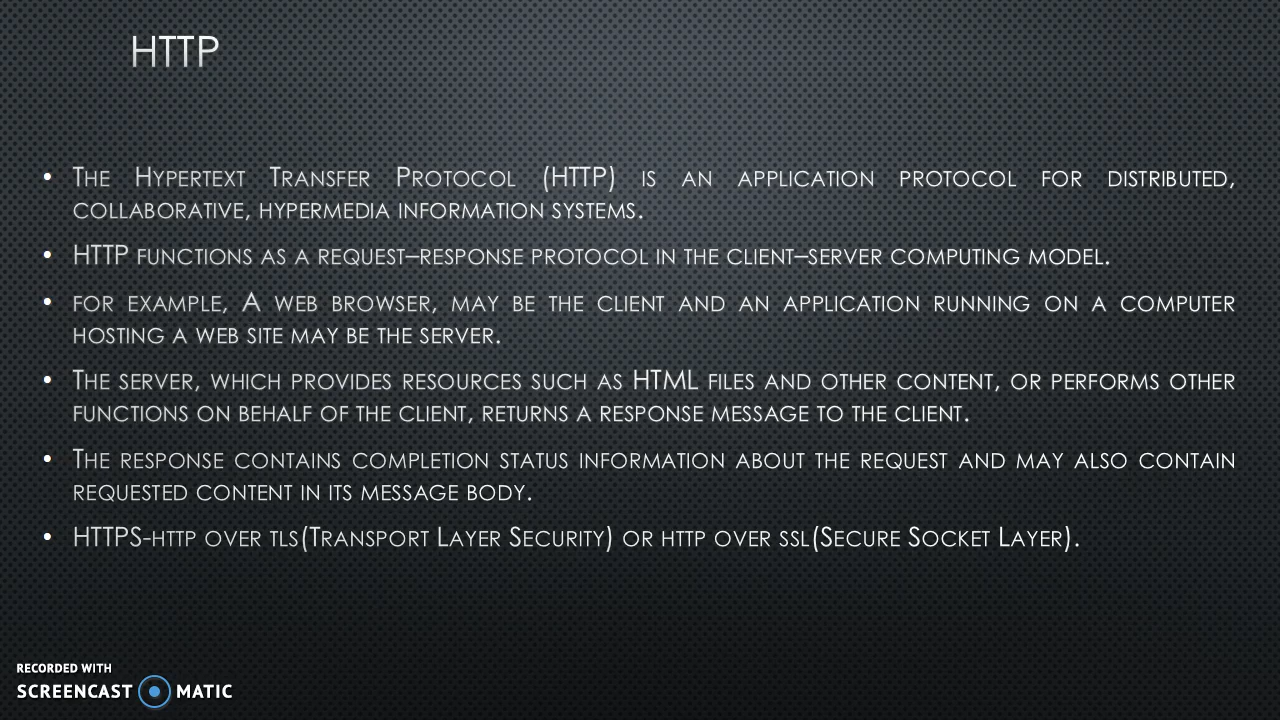 HTTP
• The Hypertext Transfer Protocol (HTTP) is an application protocol for distributed,
collaborative, hypermedia information systems.
• HTTP functions as a request–response protocol in the client–server computing model.
• for example, A web browser, may be the client and an application running on a computer
hosting a web site may be the server.
• The server, which provides resources such as HTML files and other content, or performs other
functions on behalf of the client, returns a response message to the client.
• The response contains completion status information about the request and may also contain
requested content in its message body.
• HTTPS-http over tls(Transport Layer Security) or http over ssl(Secure Socket Layer).
RECORDED WITH
SCREENCAST MATIC